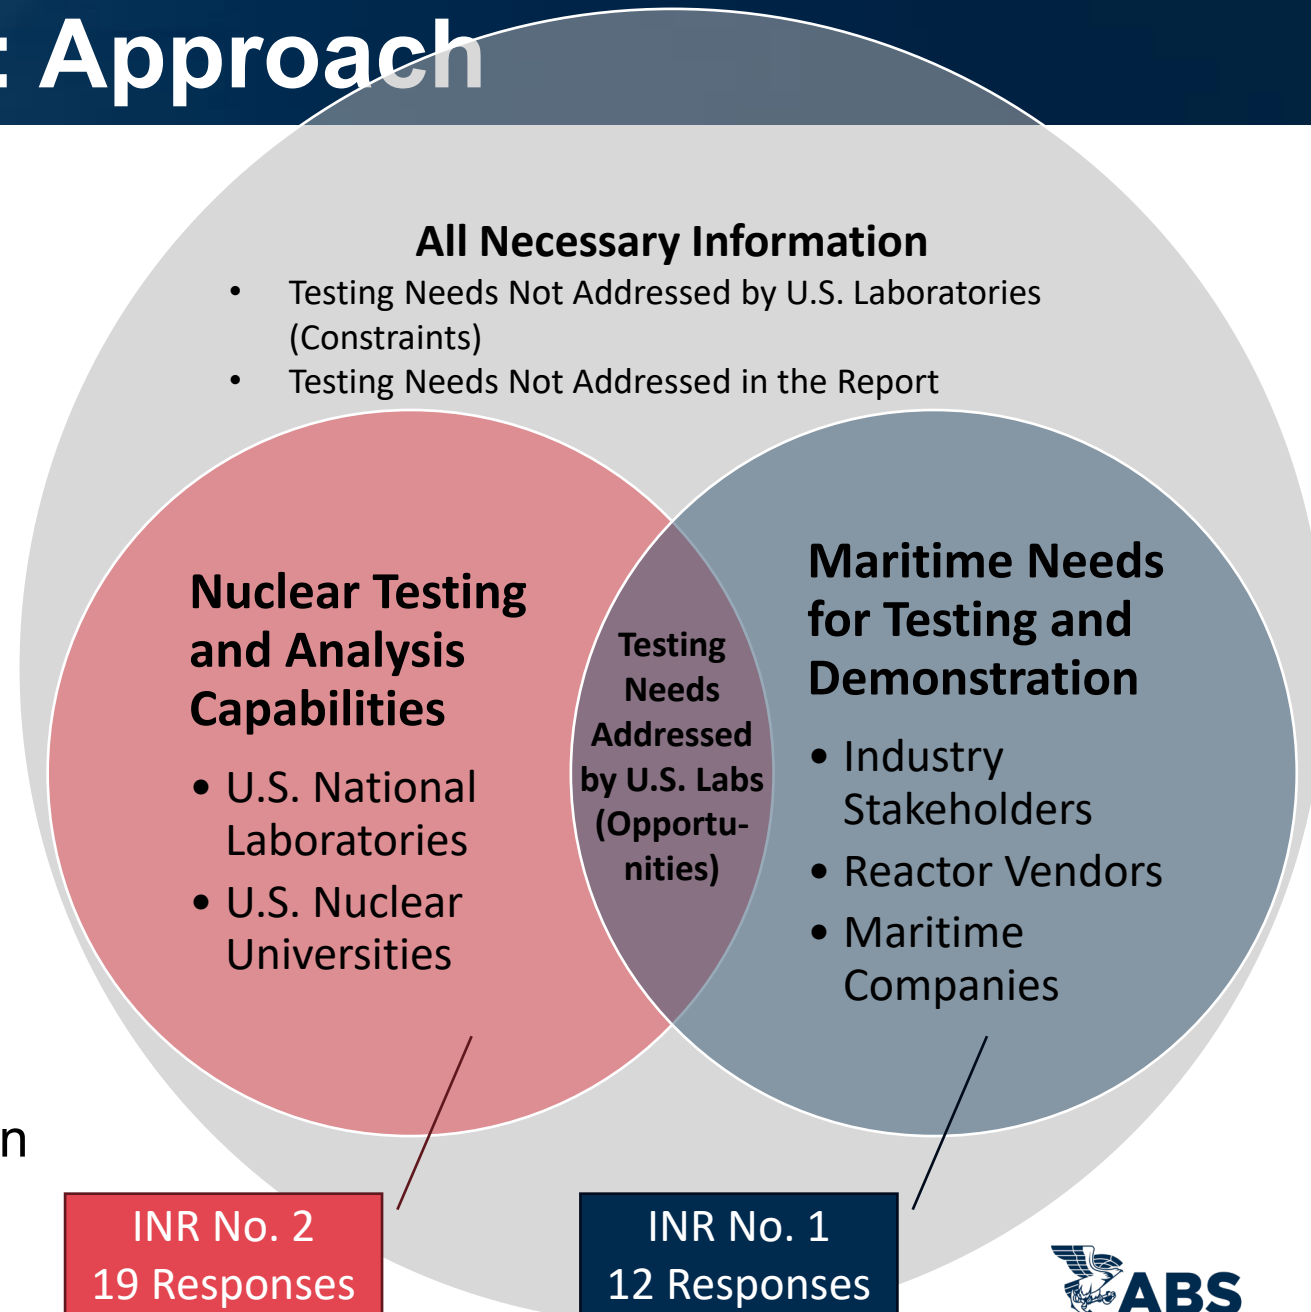 : Approach
All Necessary Information
• Testing Needs Not Addressed by U.S. Laboratories
(Constraints)
• Testing Needs Not Addressed in the Report
Nuclear Testing
and Analysis
Capabilities
• U.S. National
Laboratories
• U.S. Nuclear
Universities
Testing
Needs
Addressed
by U.S. Labs
(Opportu-
nities)
Maritime Needs
for Testing and
Demonstration
• Industry
Stakeholders
• Reactor Vendors
• Maritime
Companies
n
INR No. 2
19 Responses
INR No. 1
12 Responses
ABS